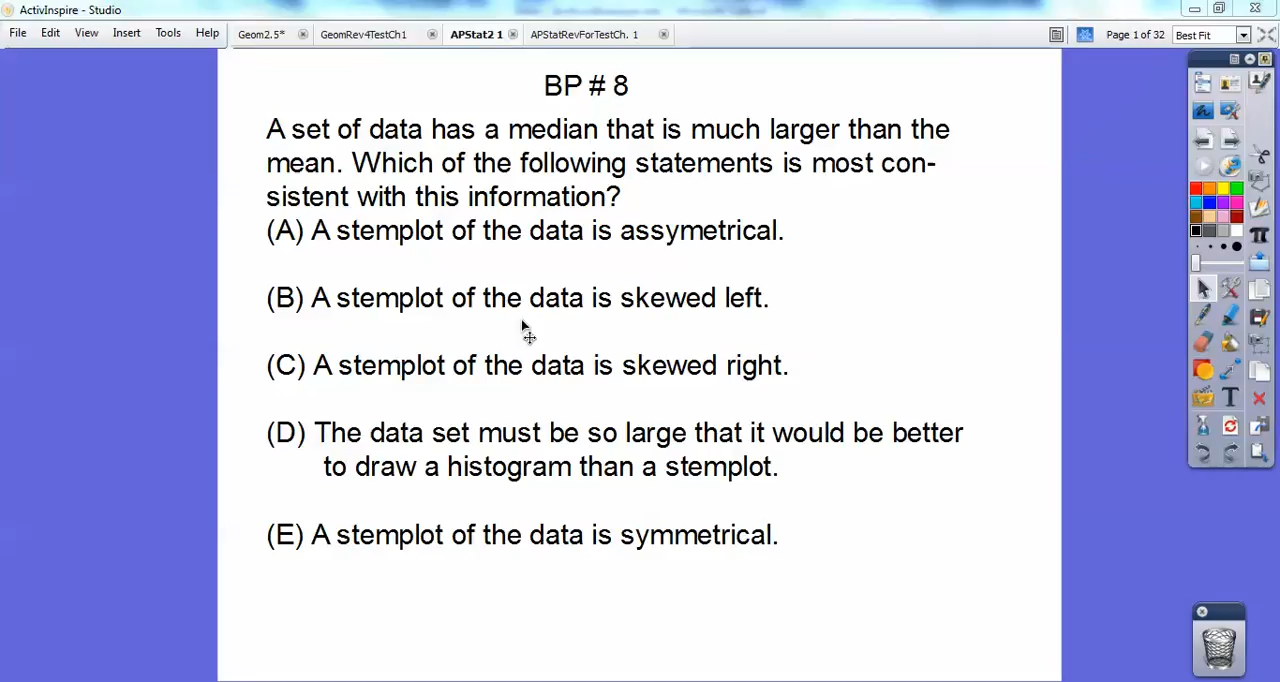 ActivInspire - Studio
File Edit View Insert Tools Help
Geom2.5* GeomRev4TestCh1 APStat2 1 APStatRevForTestCh. 1
Page 1 of 32 Best Fit
BP # 8
A set of data has a median that is much larger than the
mean. Which of the following statements is most con-
sistent with this information?
(A) A stemplot of the data is assymetrical.
(B) A stemplot of the data is skewed left.
(C) A stemplot of the data is skewed right.
(D) The data set must be so large that it would be better
to draw a histogram than a stemplot.
(E) A stemplot of the data is symmetrical.